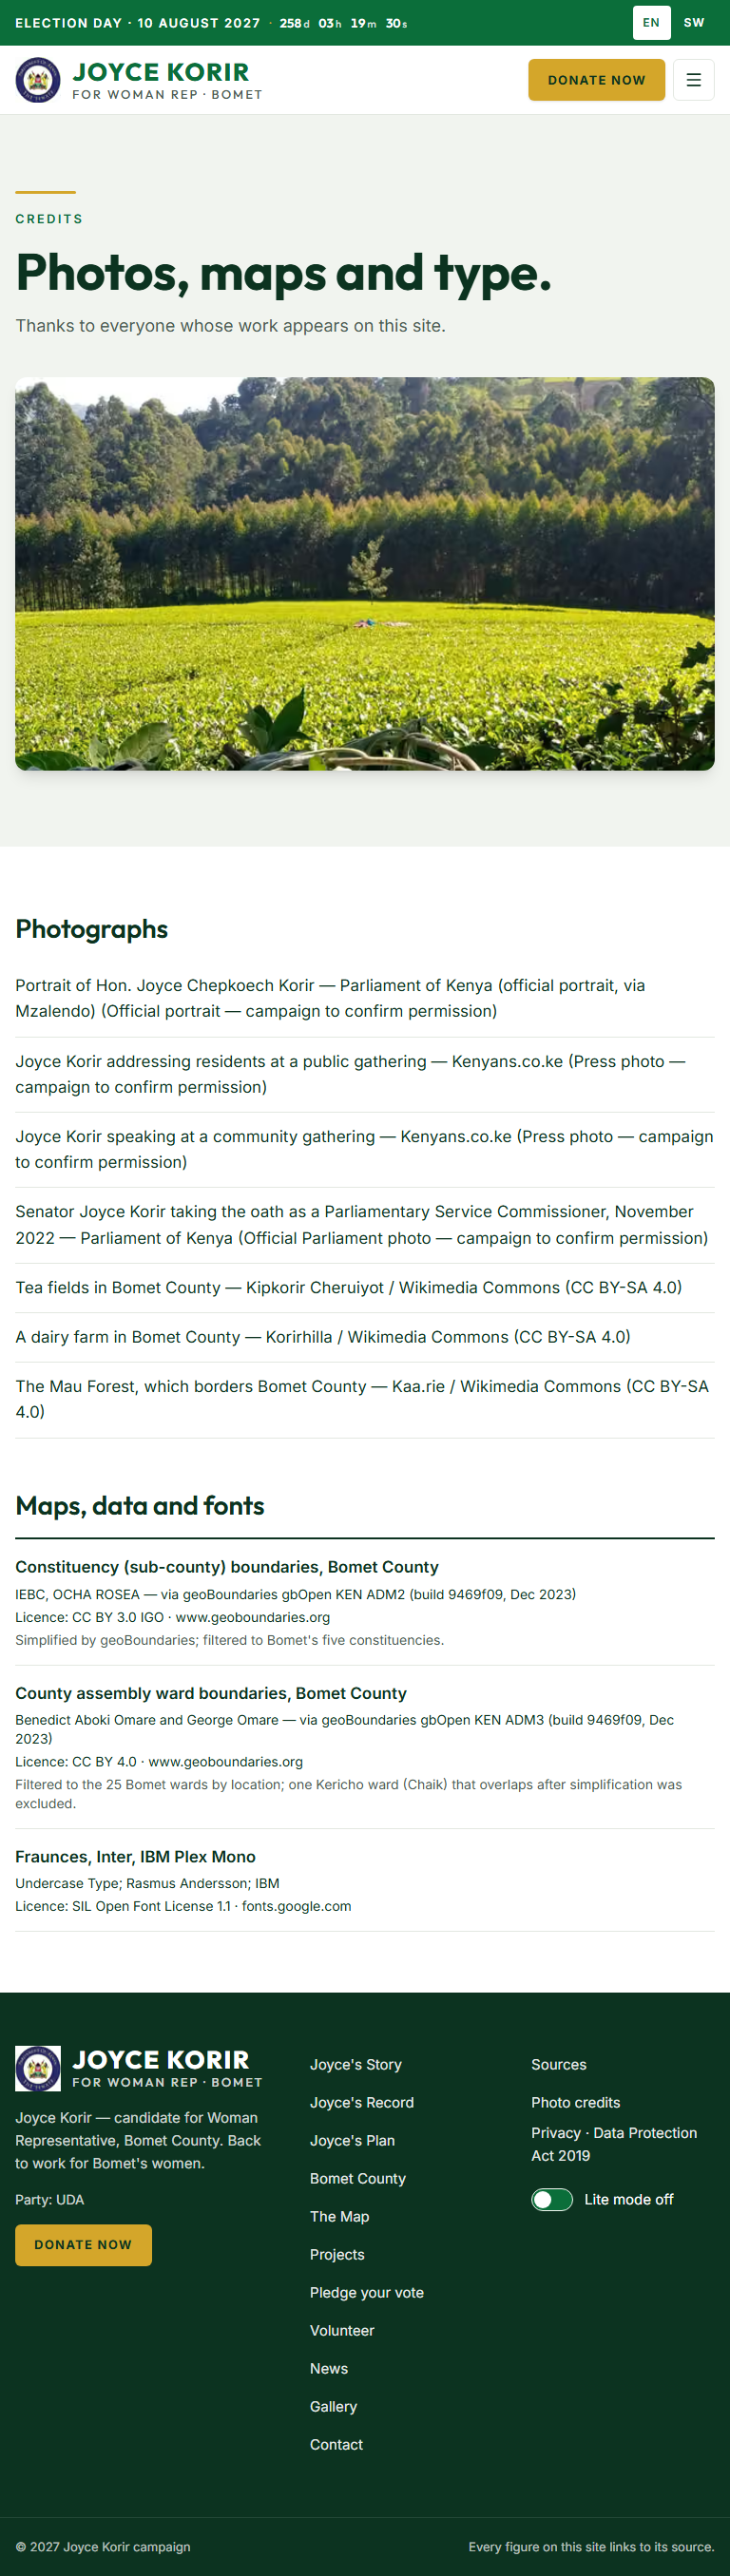 ELECTION DAY · 10 AUGUST 2027 · 258d 03h 19m 30s
EN SW
JOYCE KORIR
FOR WOMAN REP · BOMET
DONATE NOW
CREDITS
Photos, maps and type.
Thanks to everyone whose work appears on this site.
Photographs
Portrait of Hon. Joyce Chepkoech Korir — Parliament of Kenya (official portrait, via
Mzalendo) (Official portrait — campaign to confirm permission)
Joyce Korir addressing residents at a public gathering — Kenyans.co.ke (Press photo —
campaign to confirm permission)
Joyce Korir speaking at a community gathering — Kenyans.co.ke (Press photo — campaign
to confirm permission)
Senator Joyce Korir taking the oath as a Parliamentary Service Commissioner, November
2022 — Parliament of Kenya (Official Parliament photo — campaign to confirm permission)
Tea fields in Bomet County — Kipkorir Cheruiyot / Wikimedia Commons (CC BY-SA 4.0)
A dairy farm in Bomet County — Korirhilla / Wikimedia Commons (CC BY-SA 4.0)
The Mau Forest, which borders Bomet County — Kaa.rie / Wikimedia Commons (CC BY-SA
4.0)
Maps, data and fonts
Constituency (sub-county) boundaries, Bomet County
IEBC, OCHA ROSEA — via geoBoundaries gbOpen KEN ADM2 (build 9469f09, Dec 2023)
Licence: CC BY 3.0 IGO · www.geoboundaries.org
Simplified by geoBoundaries; filtered to Bomet's five constituencies.
County assembly ward boundaries, Bomet County
Benedict Aboki Omare and George Omare — via geoBoundaries gbOpen KEN ADM3 (build 9469f09, Dec
2023)
Licence: CC BY 4.0 · www.geoboundaries.org
Filtered to the 25 Bomet wards by location; one Kericho ward (Chaik) that overlaps after simplification was
excluded.
Fraunces, Inter, IBM Plex Mono
Undercase Type; Rasmus Andersson; IBM
Licence: SIL Open Font License 1.1 · fonts.google.com
JOYCE KORIR
FOR WOMAN REP · BOMET
Joyce Korir — candidate for Woman
Representative, Bomet County. Back
to work for Bomet's women.
Party: UDA
DONATE NOW
Joyce's Story
Joyce's Record
Joyce's Plan
Bomet County
The Map
Projects
Pledge your vote
Volunteer
News
Gallery
Contact
Sources
Photo credits
Privacy · Data Protection
Act 2019
Lite mode off
© 2027 Joyce Korir campaign
Every figure on this site links to its source.